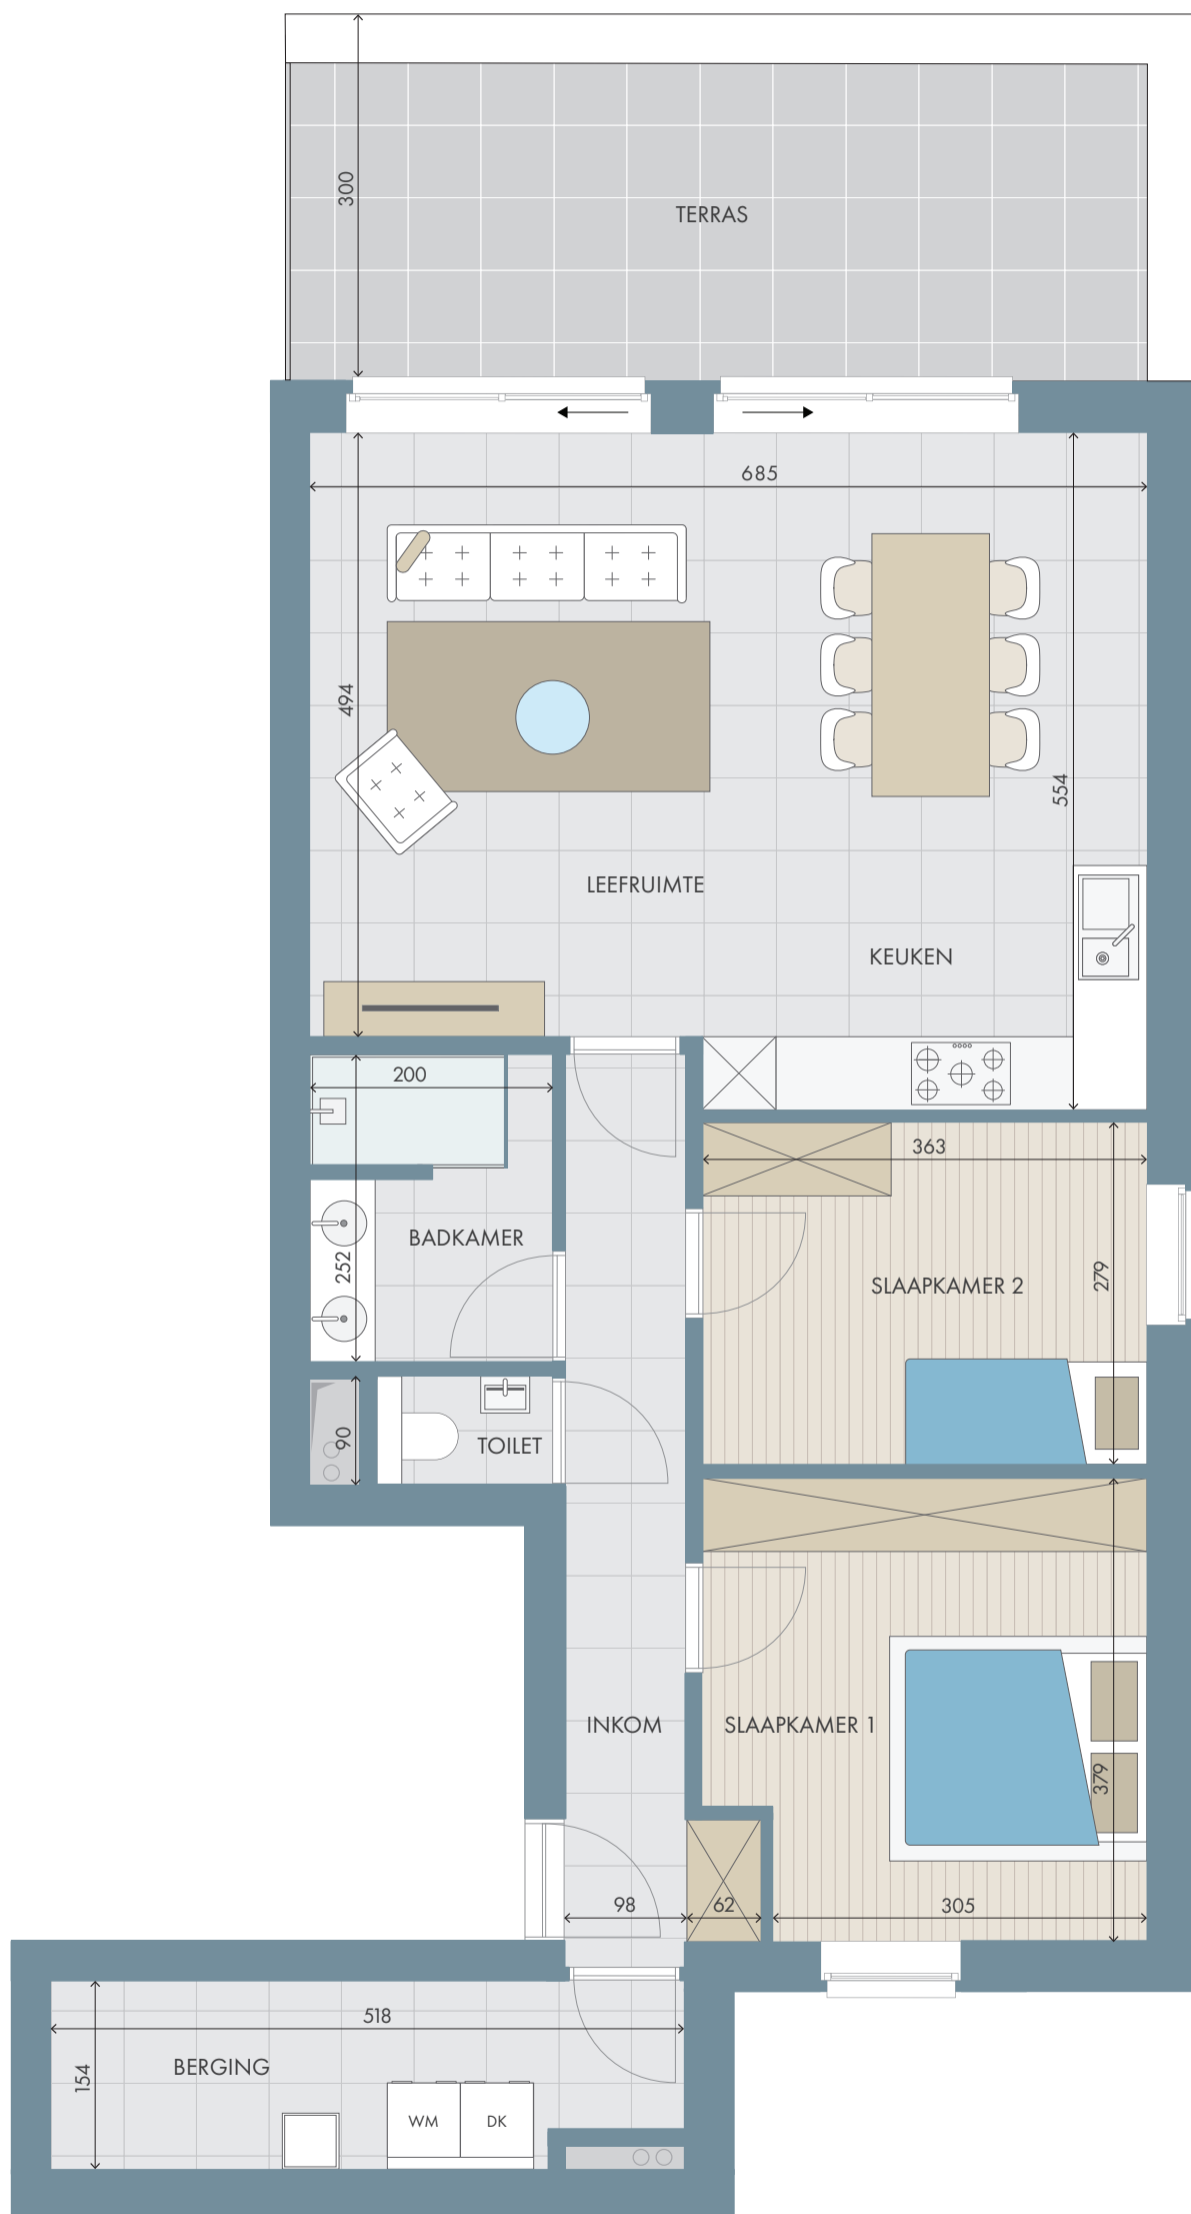 300
TERRAS
685
494
554
LEEFRUIMTE
KEUKEN
200
363
BADKAMER
252
279
SLAAPKAMER 2
90
TOILET
INKOM
SLAAPKAMER 1
379
98
62
305
518
154
BERGING
WM
DK